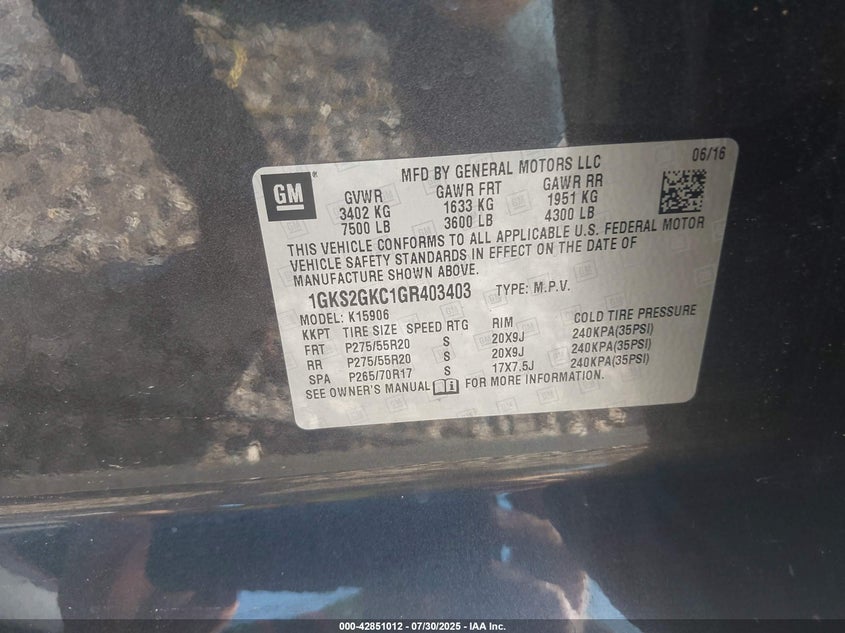 GM
MFD BY GENERAL MOTORS LLC
06/16
GVWR GAWR FRT GAWR RR
3402 KG 1633 KG 1951 KG
7500 LB 3600 LB 4300 LB
THIS VEHICLE CONFORMS TO ALL APPLICABLE U.S. FEDERAL MOTOR
VEHICLE SAFETY STANDARDS IN EFFECT ON THE DATE OF
MANUFACTURE SHOWN ABOVE.
1GKS2GKC1GR403403 TYPE: M.P.V.
MODEL: K15906
KKPT TIRE SIZE SPEED RTG RIM COLD TIRE PRESSURE
FRT P275/55R20 S 20X9J 240KPA(35PSI)
RR P275/55R20 S 20X9J 240KPA(35PSI)
SPA P265/70R17 S 17X7.5J 240KPA(35PSI)
SEE OWNER'S MANUAL FOR MORE INFORMATION.
000-42851012 - 07/30/2025 - IAA Inc.